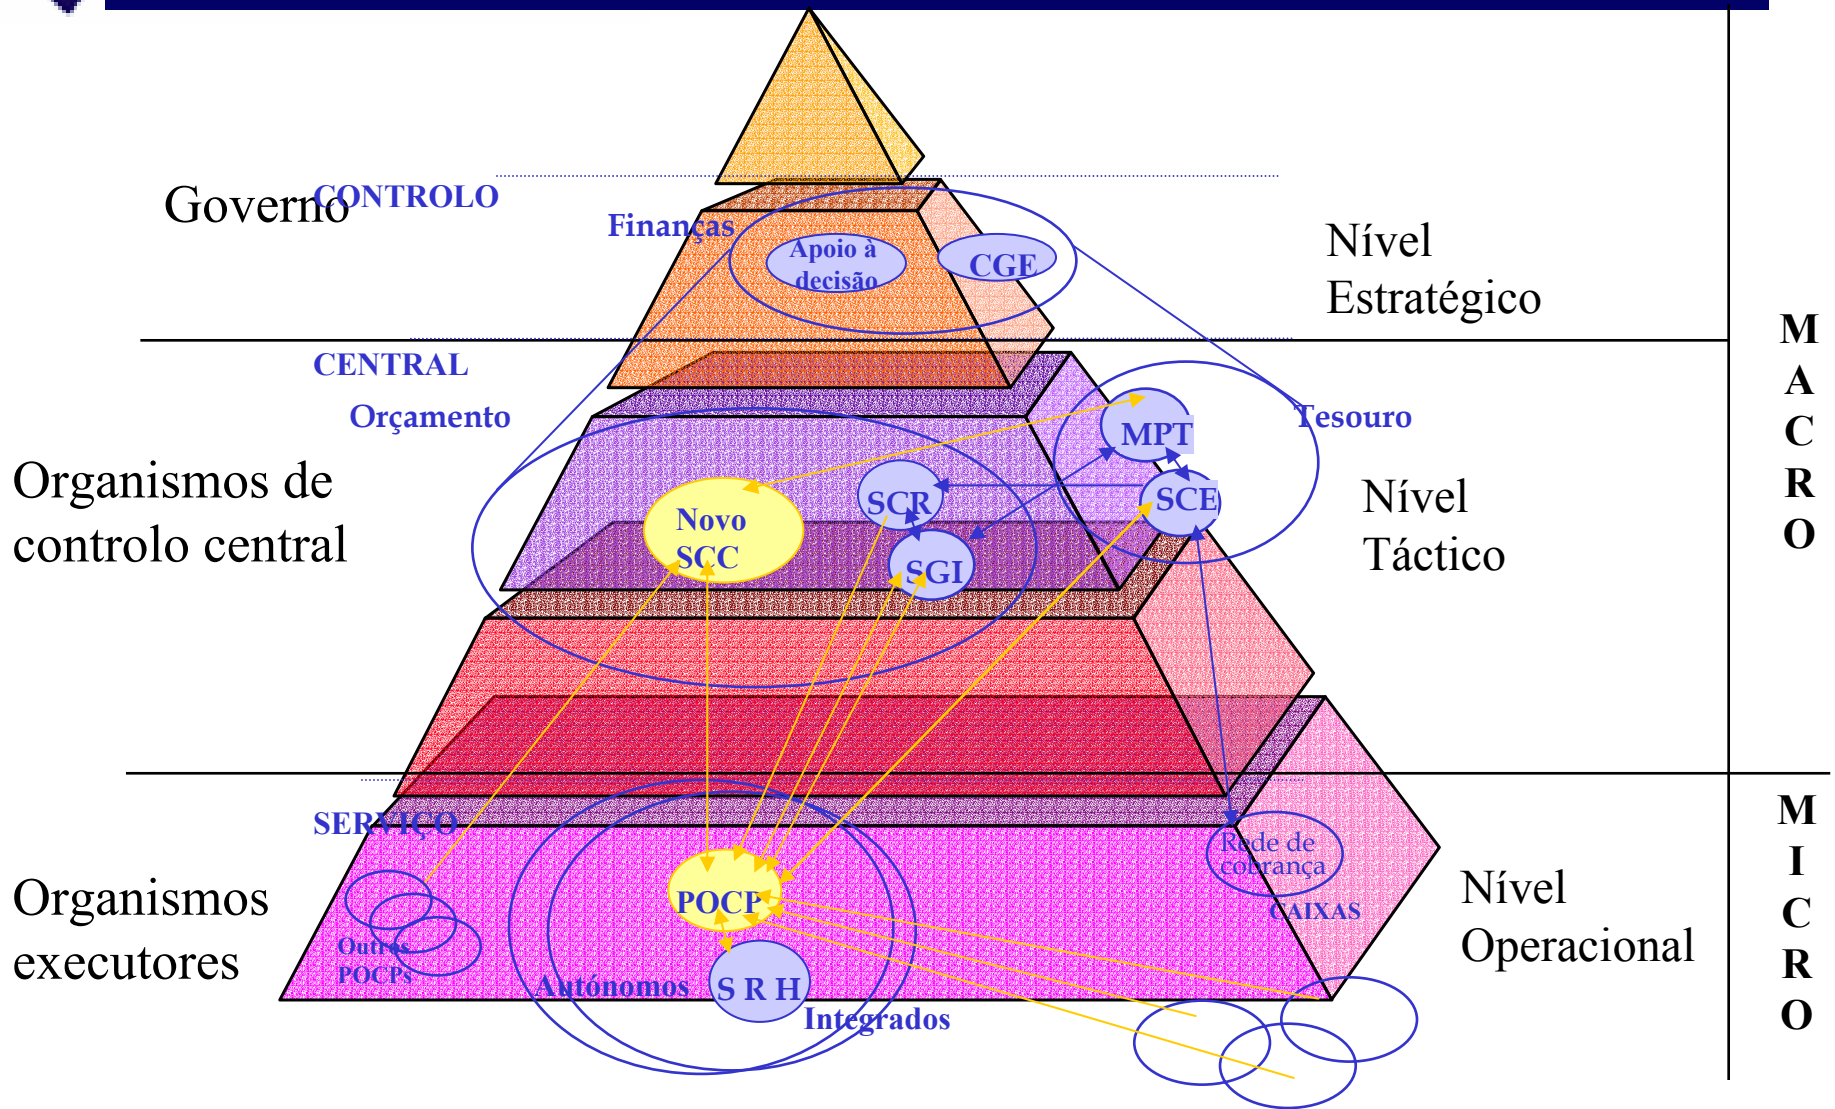 Governo
CONTROLO
Finanças
Apoio à
decisão
CGE
Nível
Estratégico
CENTRAL
Orçamento
Tesouro
MPT
Organismos de
controlo central
SCR
SCE
Novo
SCC
SGI
Nível
Táctico
M
A
C
R
O
SERVIÇO
Rede de
cobrança
CAIXAS
Organismos
executores
POCP
Outros
POCPs
Autónomos
S R H
Integrados
Nível
Operacional
M
I
C
R
O